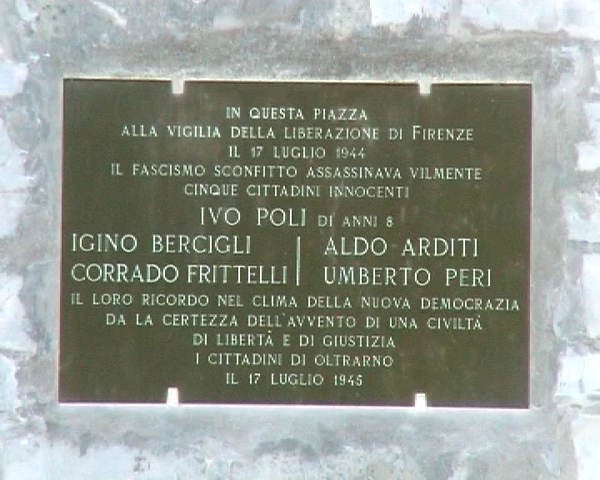 IN QUESTA PIAZZA
ALLA VIGILIA DELLA LIBERAZIONE DI FIRENZE
IL 17 LUGLIO 1944
IL FASCISMO SCONFITTO ASSASSINAVA VILMENTE
CINQUE CITTADINI INNOCENTI
IVO POLI DI ANNI 8
IGINO BERCIGLI | ALDO ARDITI
CORRADO FRITTELLI | UMBERTO PERI
IL LORO RICORDO NEL CLIMA DELLA NUOVA DEMOCRAZIA
DA LA CERTEZZA DELL'AVVENTO DI UNA CIVILTÀ
DI LIBERTÀ E DI GIUSTIZIA
I CITTADINI DI OLTRARNO
IL 17 LUGLIO 1945